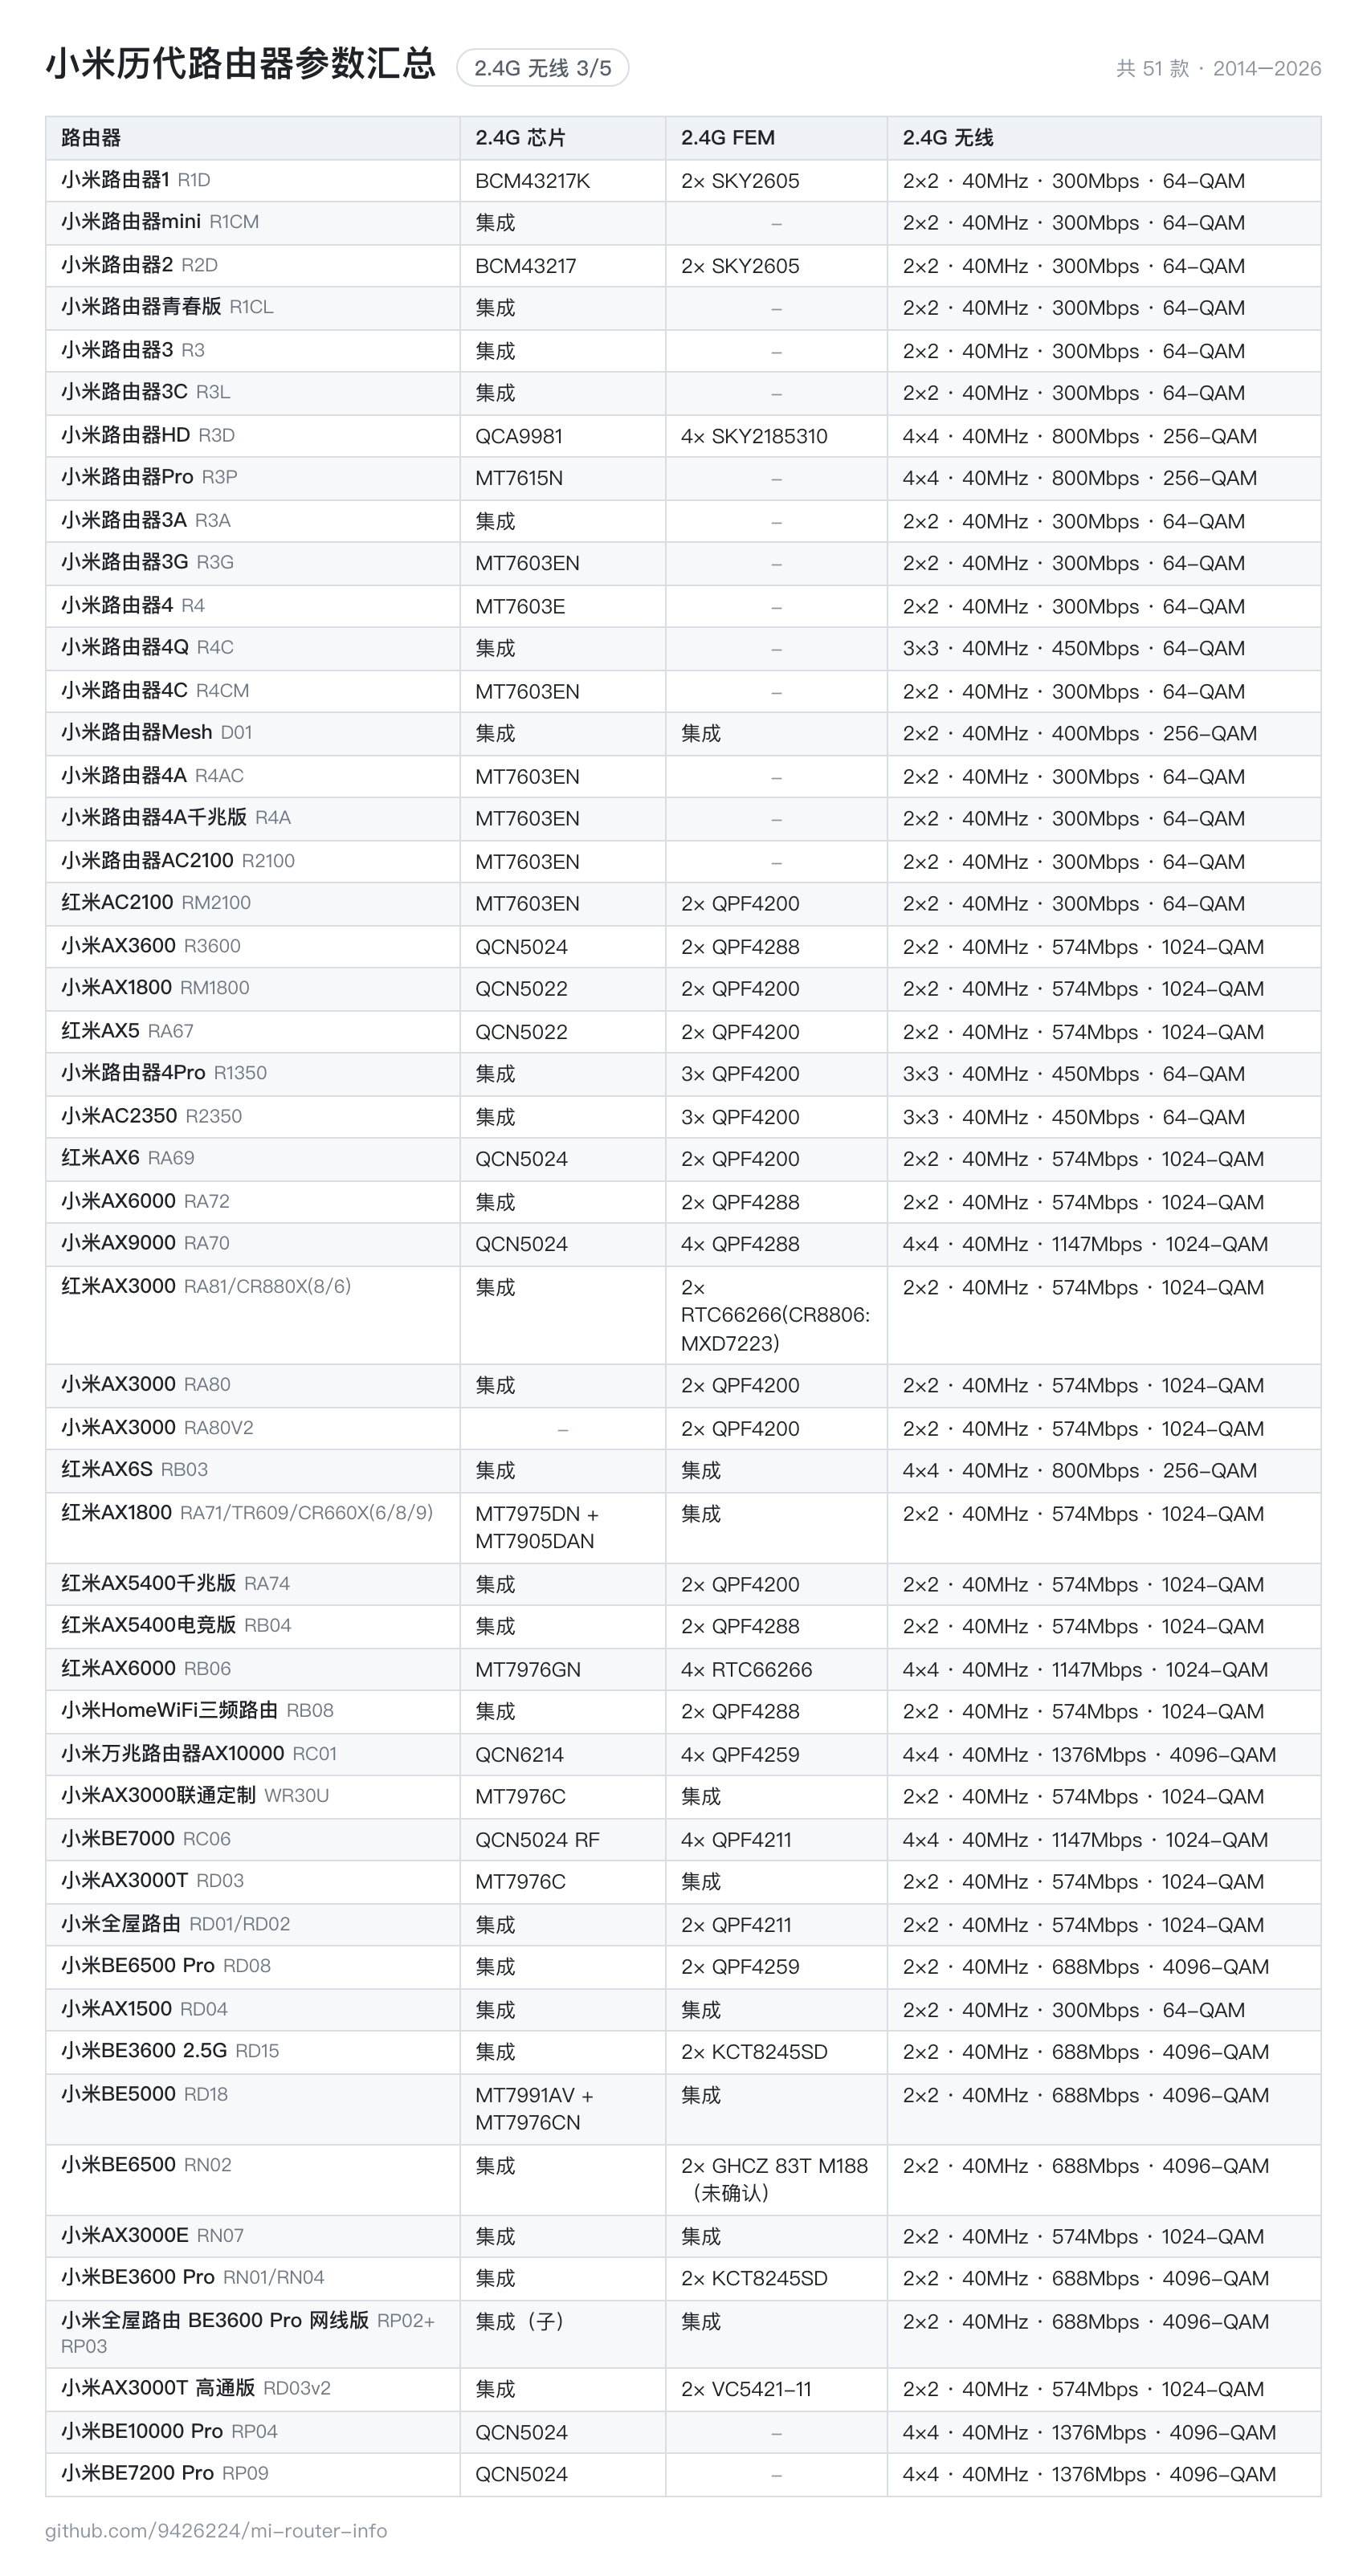 小米历代路由器参数汇总 2.4G 无线 3/5 共 51 款 · 2014–2026
路由器 2.4G 芯片 2.4G FEM 2.4G 无线
小米路由器1 R1D BCM43217K 2× SKY2605 2×2 · 40MHz · 300Mbps · 64-QAM
小米路由器mini R1CM 集成 – 2×2 · 40MHz · 300Mbps · 64-QAM
小米路由器2 R2D BCM43217 2× SKY2605 2×2 · 40MHz · 300Mbps · 64-QAM
小米路由器青春版 R1CL 集成 – 2×2 · 40MHz · 300Mbps · 64-QAM
小米路由器3 R3 集成 – 2×2 · 40MHz · 300Mbps · 64-QAM
小米路由器3C R3L 集成 – 2×2 · 40MHz · 300Mbps · 64-QAM
小米路由器HD R3D QCA9981 4× SKY2185310 4×4 · 40MHz · 800Mbps · 256-QAM
小米路由器Pro R3P MT7615N – 4×4 · 40MHz · 800Mbps · 256-QAM
小米路由器3A R3A 集成 – 2×2 · 40MHz · 300Mbps · 64-QAM
小米路由器3G R3G MT7603EN – 2×2 · 40MHz · 300Mbps · 64-QAM
小米路由器4 R4 MT7603E – 2×2 · 40MHz · 300Mbps · 64-QAM
小米路由器4Q R4C 集成 – 3×3 · 40MHz · 450Mbps · 64-QAM
小米路由器4C R4CM MT7603EN – 2×2 · 40MHz · 300Mbps · 64-QAM
小米路由器Mesh D01 集成 集成 2×2 · 40MHz · 400Mbps · 256-QAM
小米路由器4A R4AC MT7603EN – 2×2 · 40MHz · 300Mbps · 64-QAM
小米路由器4A千兆版 R4A MT7603EN – 2×2 · 40MHz · 300Mbps · 64-QAM
小米路由器AC2100 R2100 MT7603EN – 2×2 · 40MHz · 300Mbps · 64-QAM
红米AC2100 RM2100 MT7603EN 2× QPF4200 2×2 · 40MHz · 300Mbps · 64-QAM
小米AX3600 R3600 QCN5024 2× QPF4288 2×2 · 40MHz · 574Mbps · 1024-QAM
小米AX1800 RM1800 QCN5022 2× QPF4200 2×2 · 40MHz · 574Mbps · 1024-QAM
红米AX5 RA67 QCN5022 2× QPF4200 2×2 · 40MHz · 574Mbps · 1024-QAM
小米路由器4Pro R1350 集成 3× QPF4200 3×3 · 40MHz · 450Mbps · 64-QAM
小米AC2350 R2350 集成 3× QPF4200 3×3 · 40MHz · 450Mbps · 64-QAM
红米AX6 RA69 QCN5024 2× QPF4200 2×2 · 40MHz · 574Mbps · 1024-QAM
小米AX6000 RA72 集成 2× QPF4288 2×2 · 40MHz · 574Mbps · 1024-QAM
小米AX9000 RA70 QCN5024 4× QPF4288 4×4 · 40MHz · 1147Mbps · 1024-QAM
红米AX3000 RA81/CR880X(8/6) 集成 2× 2×2 · 40MHz · 574Mbps · 1024-QAM
RTC66266(CR8806:
MXD7223)
小米AX3000 RA80 集成 2× QPF4200 2×2 · 40MHz · 574Mbps · 1024-QAM
小米AX3000 RA80V2 – 2× QPF4200 2×2 · 40MHz · 574Mbps · 1024-QAM
红米AX6S RB03 集成 集成 4×4 · 40MHz · 800Mbps · 256-QAM
红米AX1800 RA71/TR609/CR660X(6/8/9) MT7975DN + 集成 2×2 · 40MHz · 574Mbps · 1024-QAM
MT7905DAN
红米AX5400千兆版 RA74 集成 2× QPF4200 2×2 · 40MHz · 574Mbps · 1024-QAM
红米AX5400电竞版 RB04 集成 2× QPF4288 2×2 · 40MHz · 574Mbps · 1024-QAM
红米AX6000 RB06 MT7976GN 4× RTC66266 4×4 · 40MHz · 1147Mbps · 1024-QAM
小米HomeWiFi三频路由 RB08 集成 2× QPF4288 2×2 · 40MHz · 574Mbps · 1024-QAM
小米万兆路由器AX10000 RC01 QCN6214 4× QPF4259 4×4 · 40MHz · 1376Mbps · 4096-QAM
小米AX3000联通定制 WR30U MT7976C 集成 2×2 · 40MHz · 574Mbps · 1024-QAM
小米BE7000 RC06 QCN5024 RF 4× QPF4211 4×4 · 40MHz · 1147Mbps · 1024-QAM
小米AX3000T RD03 MT7976C 集成 2×2 · 40MHz · 574Mbps · 1024-QAM
小米全屋路由 RD01/RD02 集成 2× QPF4211 2×2 · 40MHz · 574Mbps · 1024-QAM
小米BE6500 Pro RD08 集成 2× QPF4259 2×2 · 40MHz · 688Mbps · 4096-QAM
小米AX1500 RD04 集成 集成 2×2 · 40MHz · 300Mbps · 64-QAM
小米BE3600 2.5G RD15 集成 2× KCT8245SD 2×2 · 40MHz · 688Mbps · 4096-QAM
小米BE5000 RD18 MT7991AV + 集成 2×2 · 40MHz · 688Mbps · 4096-QAM
MT7976CN
小米BE6500 RN02 集成 2× GHCZ 83T M188 2×2 · 40MHz · 688Mbps · 4096-QAM
（未确认）
小米AX3000E RN07 集成 集成 2×2 · 40MHz · 574Mbps · 1024-QAM
小米BE3600 Pro RN01/RN04 集成 2× KCT8245SD 2×2 · 40MHz · 688Mbps · 4096-QAM
小米全屋路由 BE3600 Pro 网线版 RP02+ 集成（子） 集成 2×2 · 40MHz · 688Mbps · 4096-QAM
RP03
小米AX3000T 高通版 RD03v2 集成 2× VC5421-11 2×2 · 40MHz · 574Mbps · 1024-QAM
小米BE10000 Pro RP04 QCN5024 – 4×4 · 40MHz · 1376Mbps · 4096-QAM
小米BE7200 Pro RP09 QCN5024 – 4×4 · 40MHz · 1376Mbps · 4096-QAM
github.com/9426224/mi-router-info